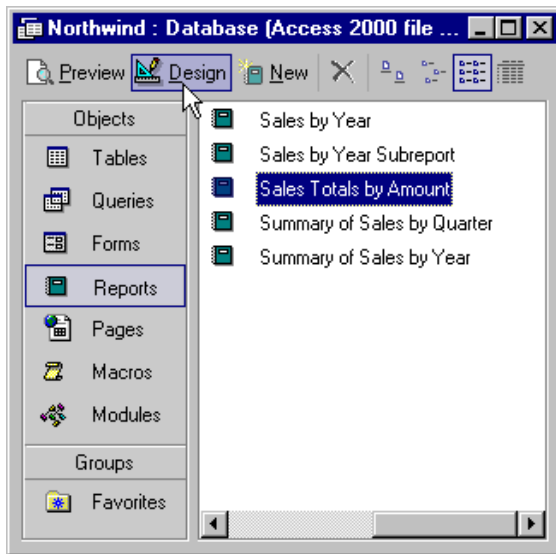 Northwind : Database (Access 2000 file ...
Preview Design New
Objects
Tables
Queries
Forms
Reports
Pages
Macros
Modules
Groups
Favorites
Sales by Year
Sales by Year Subreport
Sales Totals by Amount
Summary of Sales by Quarter
Summary of Sales by Year